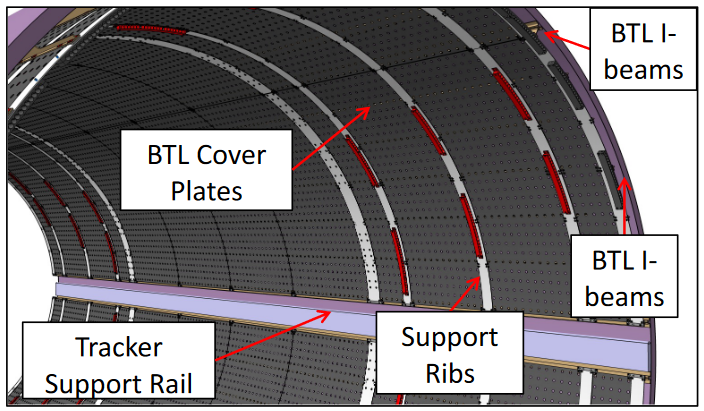 BTL I-
beams
BTL Cover
Plates
BTL I-
beams
Tracker
Support Rail
Support
Ribs